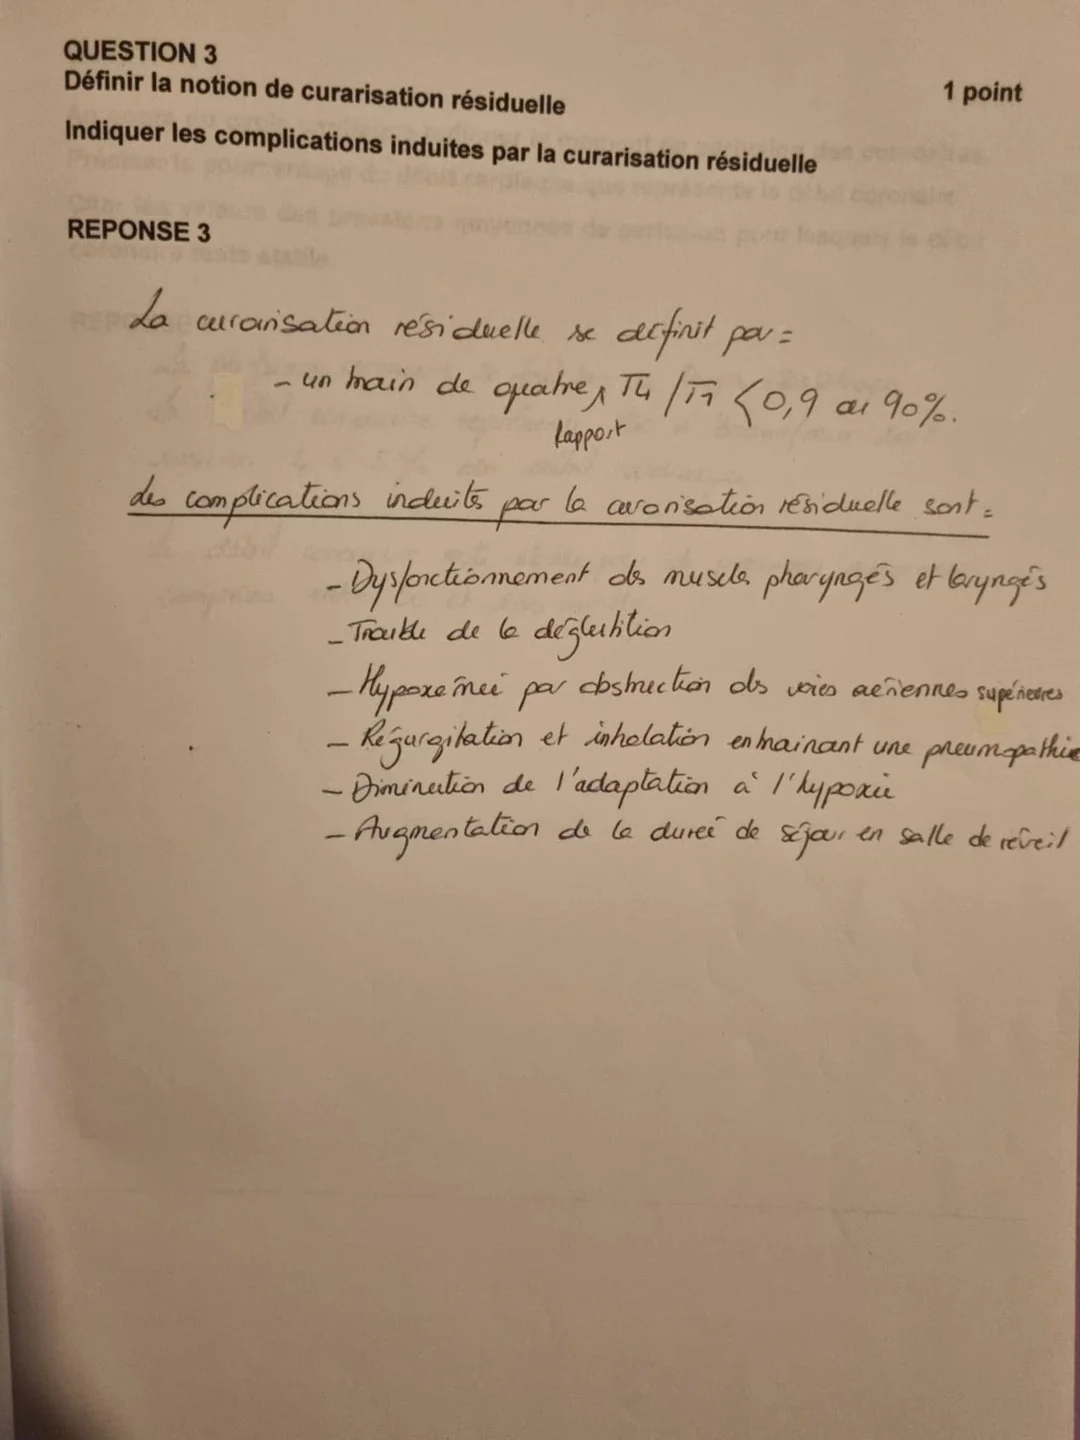 QUESTION 3
Définir la notion de curarisation résiduelle 1 point
Indiquer les complications induites par la curarisation résiduelle
REPONSE 3
La curarisation résiduelle se définit par =
- un train de quatre, T4 / T1 < 0,9 ou 90%.
Rapport
des complications induites par la curarisation résiduelle sont =
- Dysfonctionnement des muscles pharyngés et laryngés
- Trouble de la déglutition
- Hypoxemié par obstruction des voies aériennes supérieures
- Régurgitation et inhalation entrainant une pneumopathie
- Diminution de l'adaptation à l'hypoxie
- Augmentation de la dureé de séjour en salle de réveil